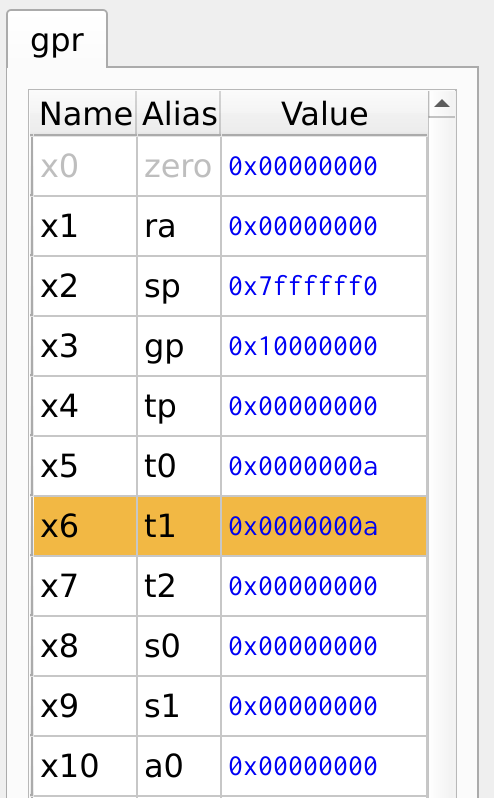 gpr
Name Alias Value
x0 zero 0x00000000
x1 ra 0x00000000
x2 sp 0x7ffffff0
x3 gp 0x10000000
x4 tp 0x00000000
x5 t0 0x0000000a
x6 t1 0x0000000a
x7 t2 0x00000000
x8 s0 0x00000000
x9 s1 0x00000000
x10 a0 0x00000000